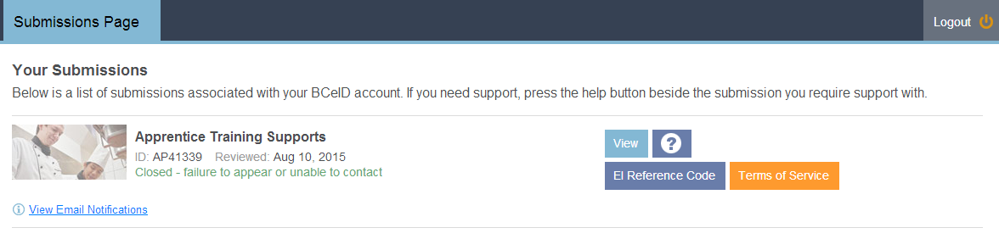 Submissions Page
Logout
Your Submissions
Below is a list of submissions associated with your BCeID account. If you need support, press the help button beside the submission you require support with.
Apprentice Training Supports
View
?
ID: AP41339 Reviewed: Aug 10, 2015
Closed - failure to appear or unable to contact
EI Reference Code
Terms of Service
View Email Notifications